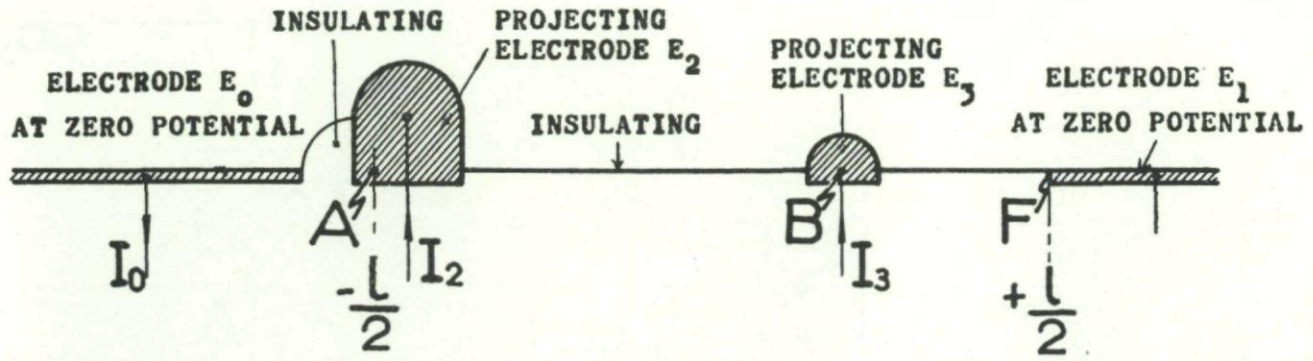 INSULATING
PROJECTING
ELECTRODE E2
PROJECTING
ELECTRODE E3
ELECTRODE E0
AT ZERO POTENTIAL
INSULATING
ELECTRODE E1
AT ZERO POTENTIAL
A
B
F
I0
I2
I3
-l/2
+l/2